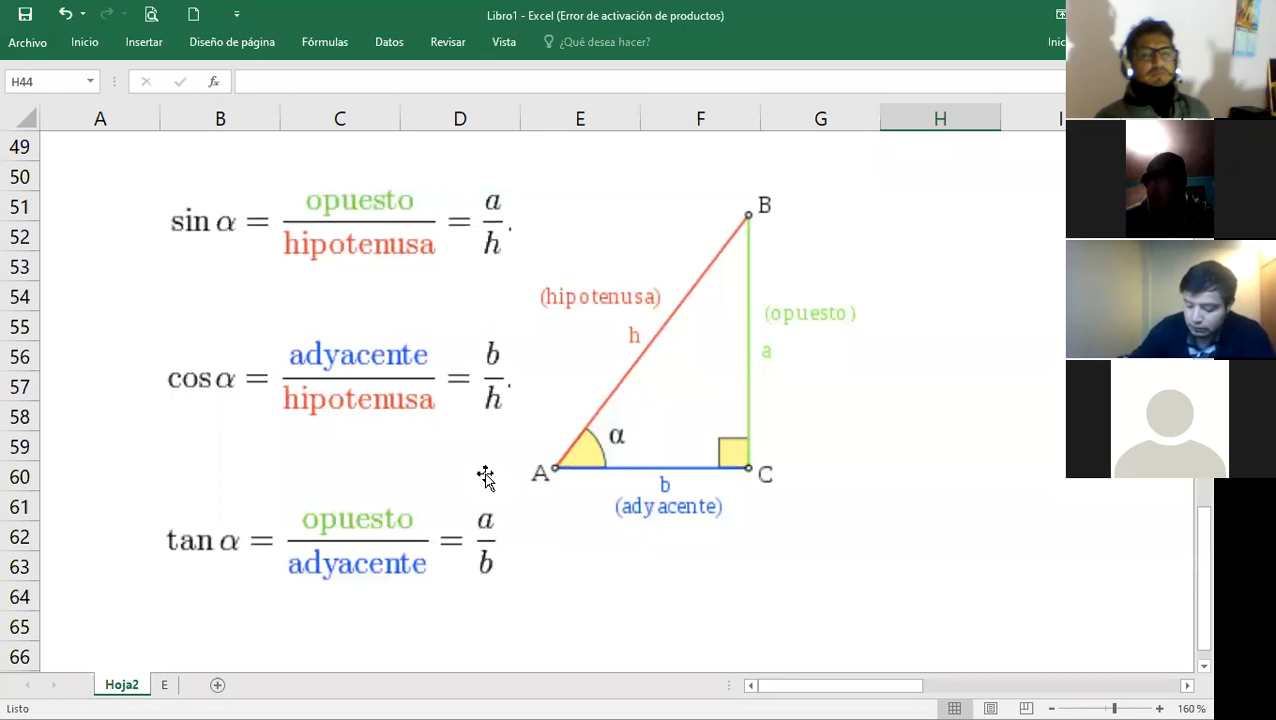 Libro1 - Excel (Error de activación de productos)
Archivo Inicio Insertar Diseño de página Fórmulas Datos Revisar Vista ¿Qué desea hacer? Inic
H44 fx
A B C D E F G H I
49
50
51
52
53
54
55
56
57
58
59
60
61
62
63
64
65
66
sin α = opuesto / hipotenusa = a / h.
cos α = adyacente / hipotenusa = b / h.
tan α = opuesto / adyacente = a / b
B
(hipotenusa)
h
(opuesto)
a
α
A
C
b
(adyacente)
Hoja2 E
Listo 160 %